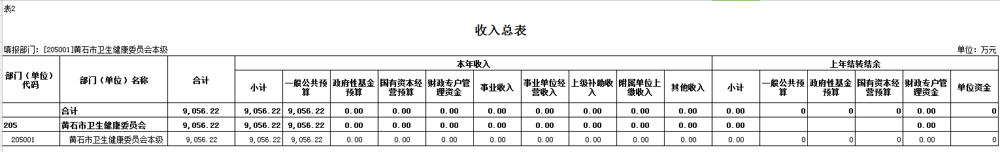 表2
收入总表
填报部门：[205001]黄石市卫生健康委员会本级 单位：万元
部门（单位）代码 部门（单位）名称 合计 本年收入 上年结转结余
小计 一般公共预算 政府性基金预算 国有资本经营预算 财政专户管理资金 事业收入 事业单位经营收入 上级补助收入 附属单位上缴收入 其他收入 小计 一般公共预算 政府性基金预算 国有资本经营预算 财政专户管理资金 单位资金
合计 9,056.22 9,056.22 9,056.22 0.00 0.00 0.00 0.00 0.00 0.00 0.00 0.00 0.00 0 0 0 0.00 0
205 黄石市卫生健康委员会 9,056.22 9,056.22 9,056.22 0.00 0.00 0.00 0.00 0.00 0.00 0.00 0.00 0.00 0.00
205001 黄石市卫生健康委员会本级 9,056.22 9,056.22 9,056.22 0.00 0.00 0.00 0.00 0.00 0.00 0.00 0.00 0.00 0 0 0 0.00 0